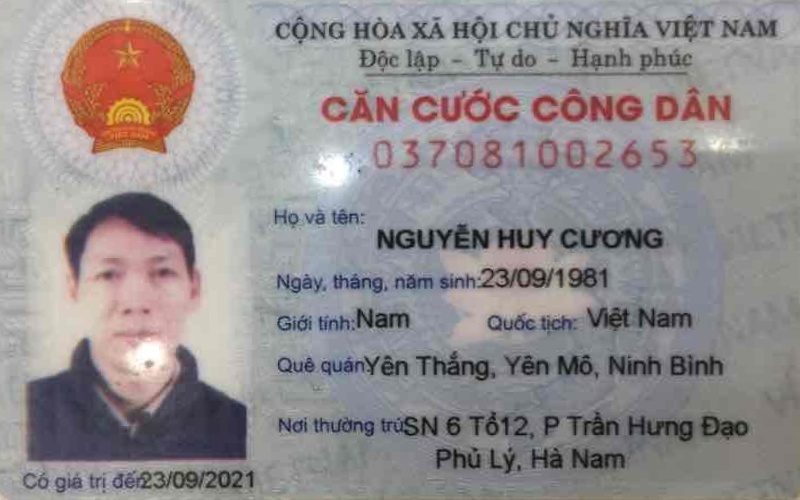 CỘNG HÒA XÃ HỘI CHỦ NGHĨA VIỆT NAM
Độc lập - Tự do - Hạnh phúc
CĂN CƯỚC CÔNG DÂN
037081002653
Họ và tên:
NGUYỄN HUY CƯƠNG
Ngày, tháng, năm sinh:23/09/1981
Giới tính:Nam Quốc tịch: Việt Nam
Quê quán Yên Thắng, Yên Mô, Ninh Bình
Nơi thường trú SN 6 Tổ12, P Trần Hưng Đạo
Phủ Lý, Hà Nam
Có giá trị đến 23/09/2021